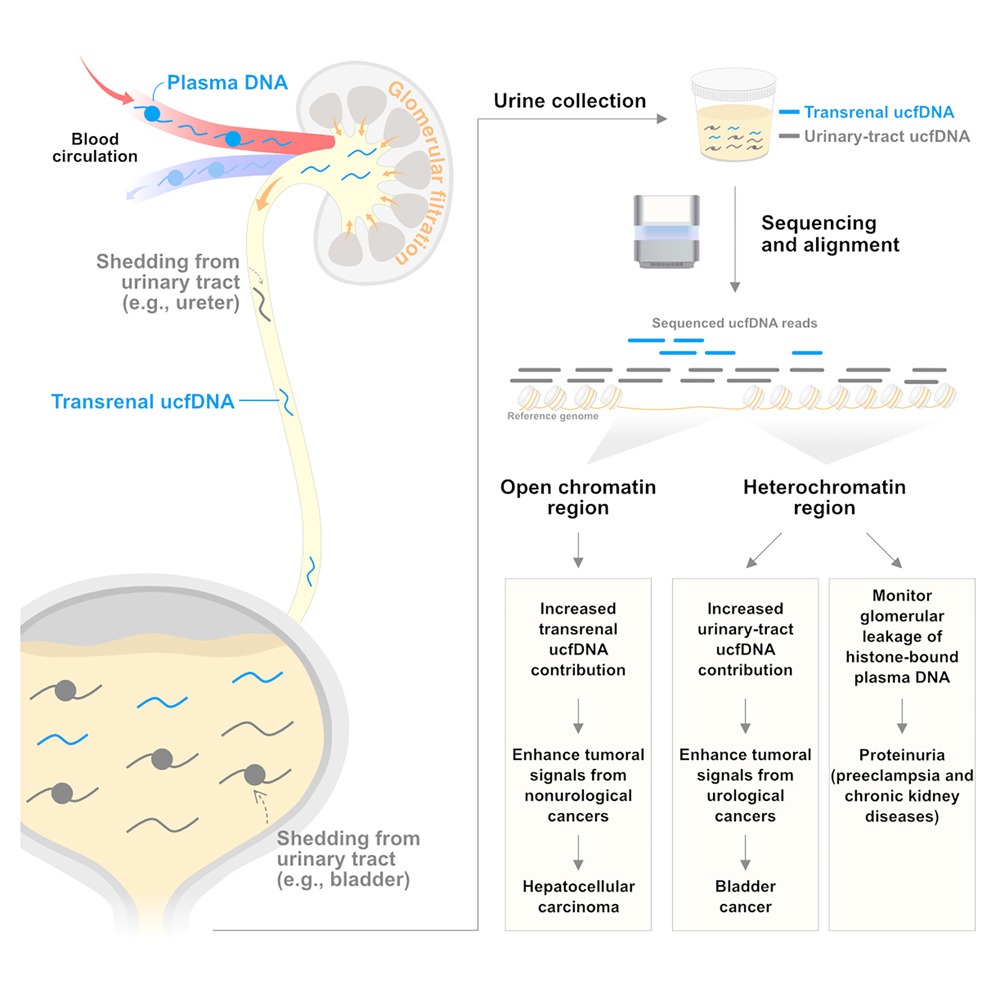 Plasma DNA
Blood
circulation
Glomerular filtration
Shedding from
urinary tract
(e.g., ureter)
Transrenal ucfDNA
Shedding from
urinary tract
(e.g., bladder)
Urine collection
Transrenal ucfDNA
Urinary-tract ucfDNA
Sequencing
and alignment
Sequenced ucfDNA reads
Reference genome
Open chromatin
region
Heterochromatin
region
Increased
transrenal
ucfDNA
contribution
Enhance tumoral
signals from
nonurological
cancers
Hepatocellular
carcinoma
Increased
urinary-tract
ucfDNA
contribution
Enhance tumoral
signals from
urological
cancers
Bladder
cancer
Monitor
glomerular
leakage of
histone-bound
plasma DNA
Proteinuria
(preeclampsia and
chronic kidney
diseases)